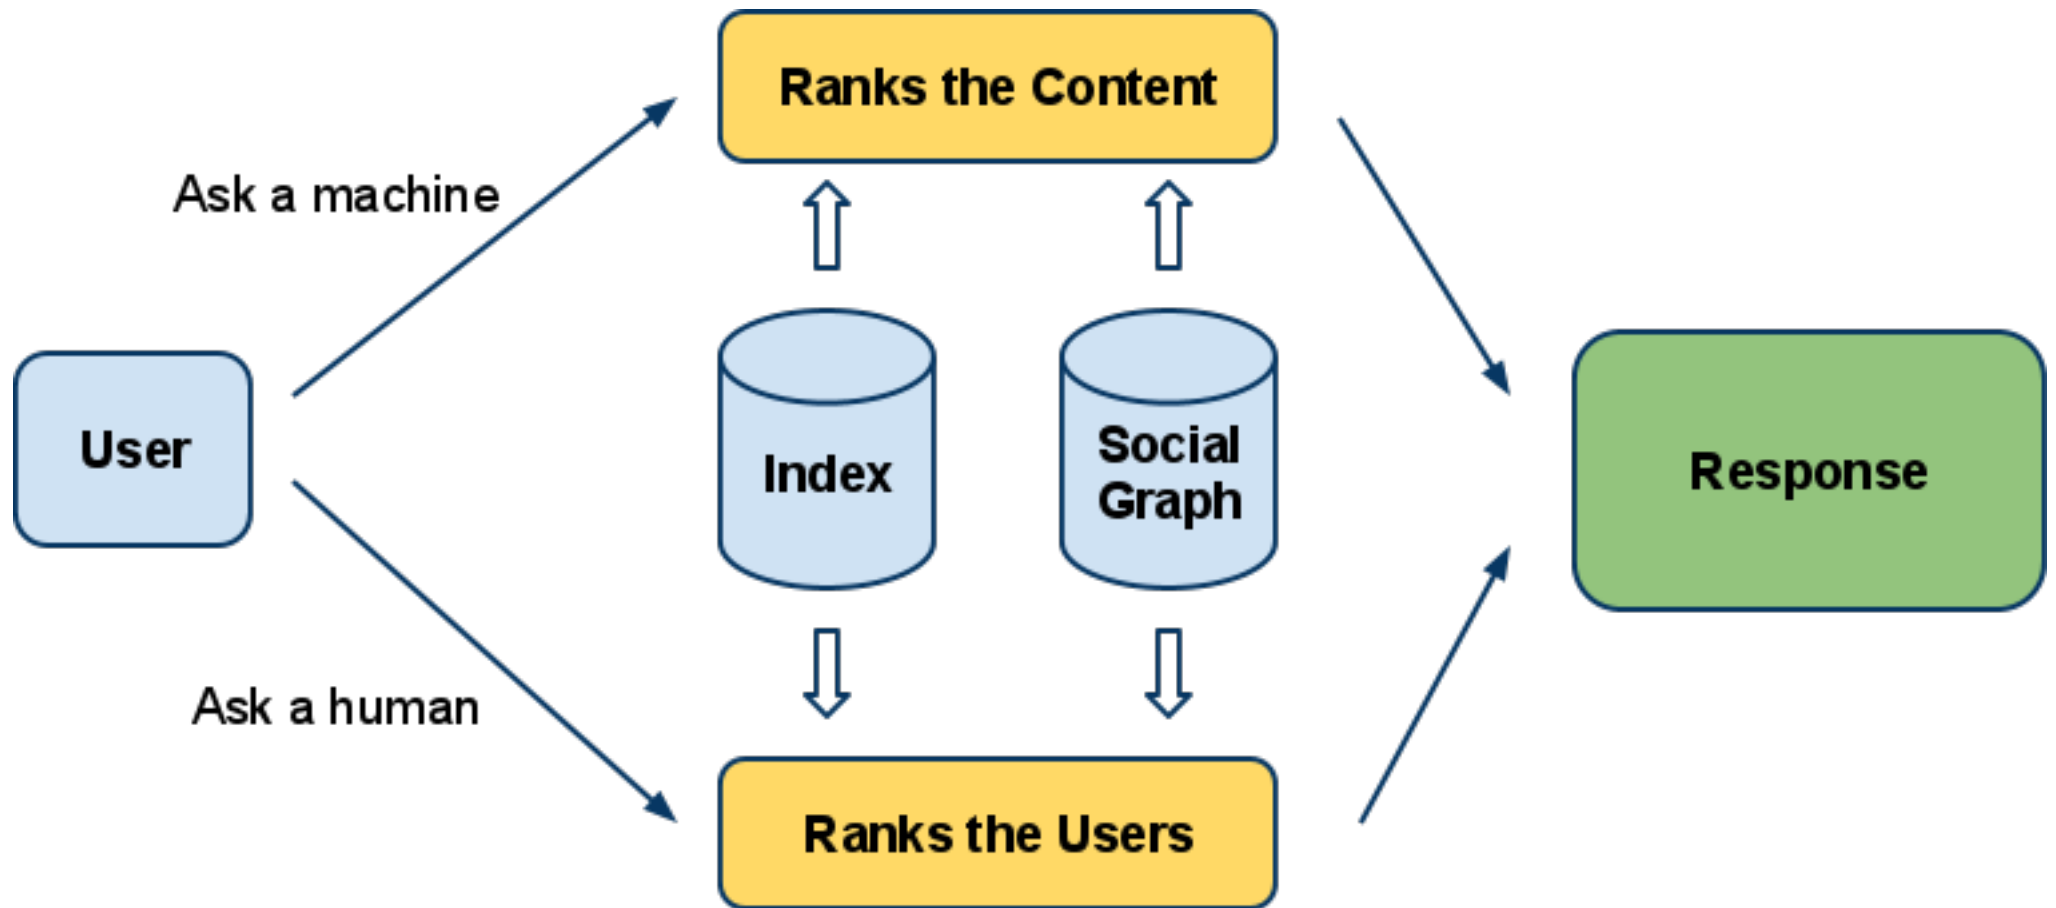 Ranks the Content
Ask a machine
User
Index
Social
Graph
Response
Ask a human
Ranks the Users